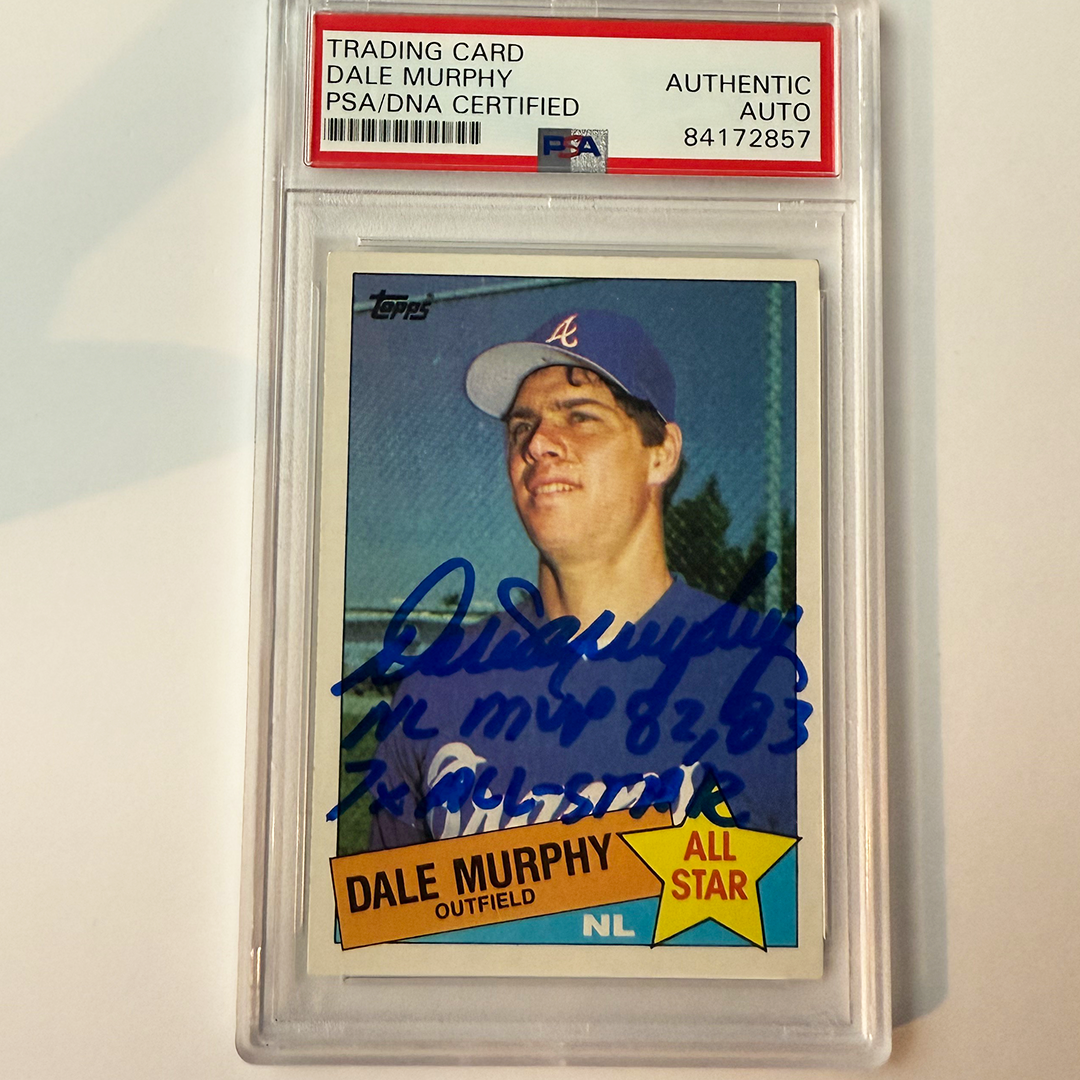 TRADING CARD
DALE MURPHY
PSA/DNA CERTIFIED
AUTHENTIC
AUTO
84172857
PSA
topps
A
Dale Murphy
NL MVP 82, 83
7x ALL-STAR
DALE MURPHY
OUTFIELD
ALL
STAR
NL